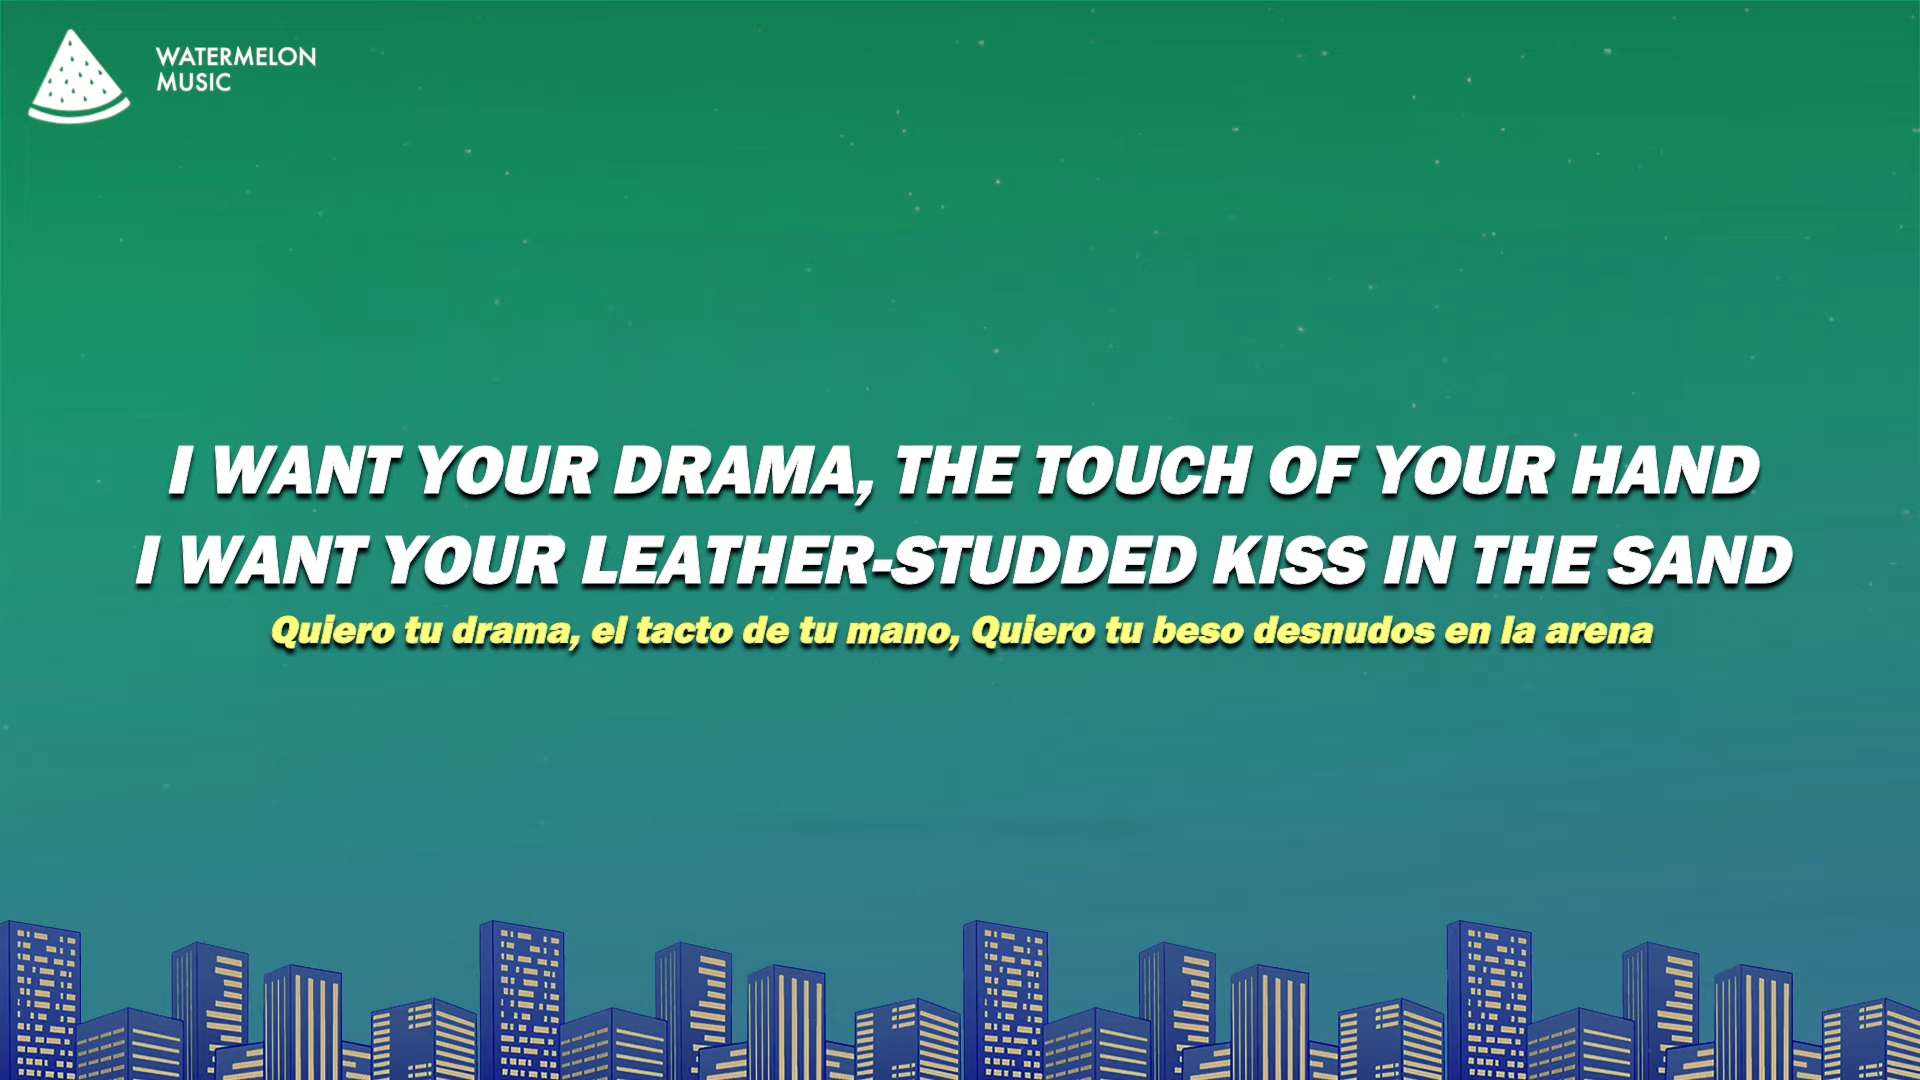 WATERMELON
MUSIC
I WANT YOUR DRAMA, THE TOUCH OF YOUR HAND
I WANT YOUR LEATHER-STUDDED KISS IN THE SAND
Quiero tu drama, el tacto de tu mano, Quiero tu beso desnudos en la arena